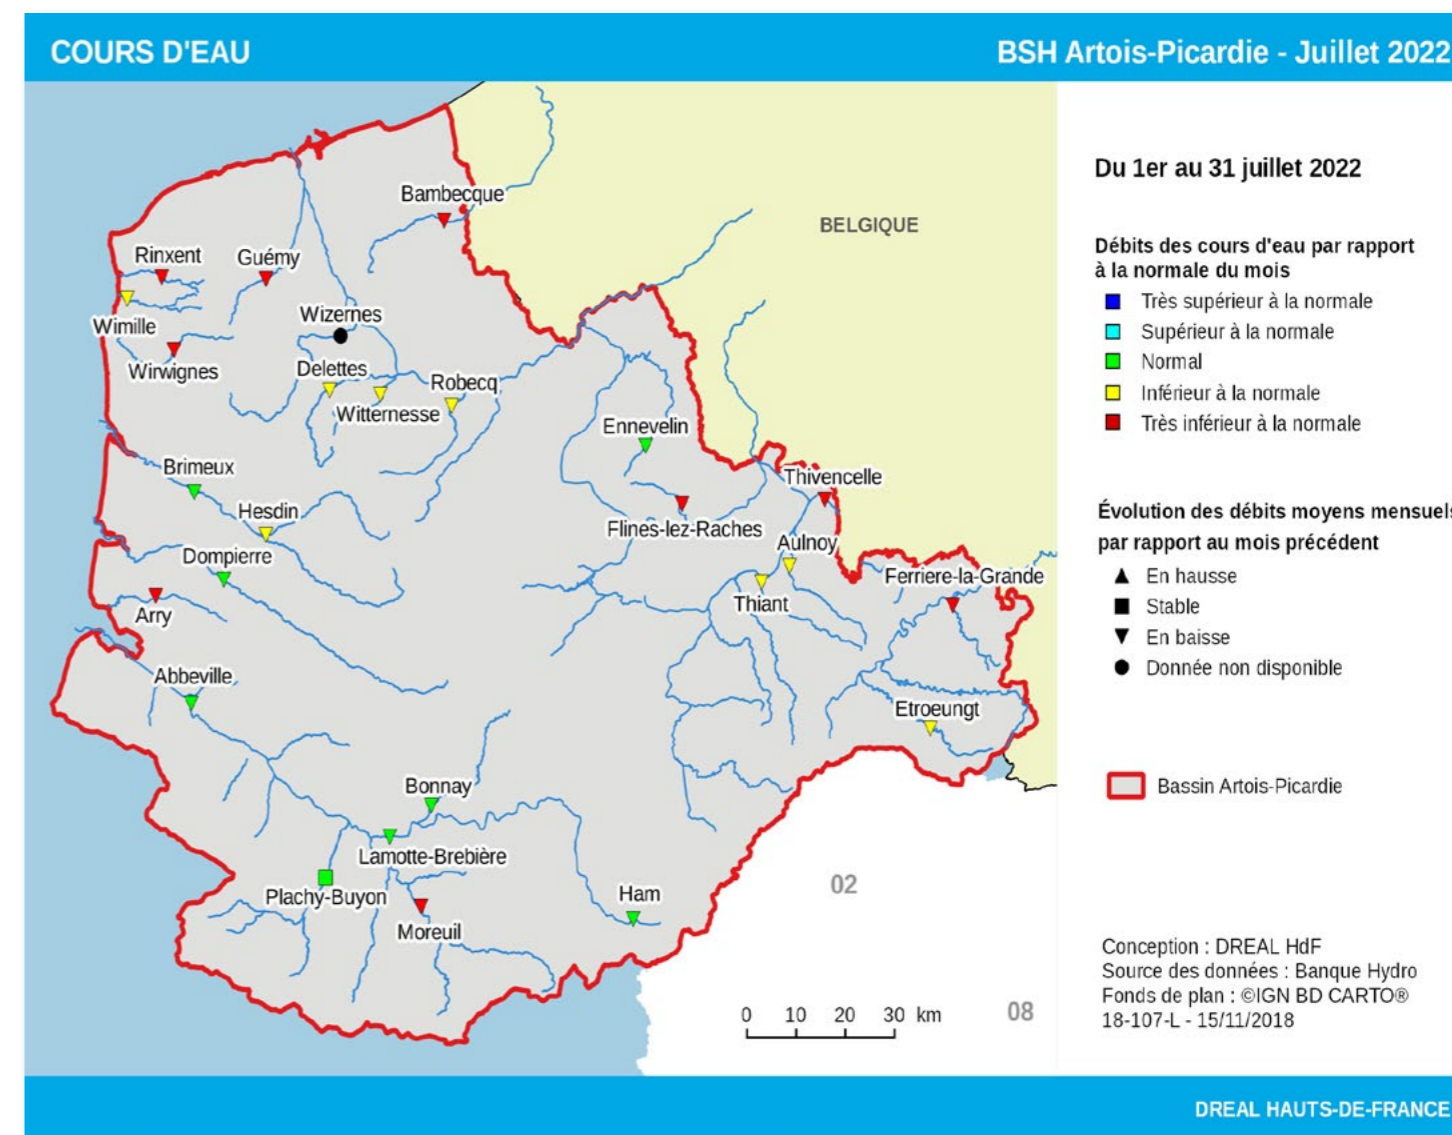 COURS D'EAU
BSH Artois-Picardie - Juillet 2022
Bambecque
BELGIQUE
Rinxent
Guémy
Wizernes
Wimille
Wirwignes
Delettes
Robecq
Witternesse
Ennevelin
Brimeux
Thivencelle
Hesdin
Flines-lez-Raches
Aulnoy
Dompierre
Ferriere-la-Grande
Thiant
Arry
Abbeville
Etroeungt
Bonnay
Lamotte-Brebière
Plachy-Buyon
Ham
Moreuil
02
08
0 10 20 30 km
Du 1er au 31 juillet 2022
Débits des cours d'eau par rapport
à la normale du mois
Très supérieur à la normale
Supérieur à la normale
Normal
Inférieur à la normale
Très inférieur à la normale
Évolution des débits moyens mensuels
par rapport au mois précédent
En hausse
Stable
En baisse
Donnée non disponible
Bassin Artois-Picardie
Conception : DREAL HdF
Source des données : Banque Hydro
Fonds de plan : ©IGN BD CARTO®
18-107-L - 15/11/2018
DREAL HAUTS-DE-FRANCE